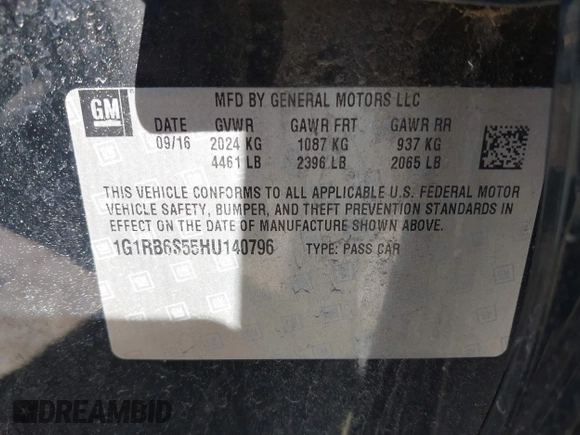 GM
MFD BY GENERAL MOTORS LLC
DATE GVWR GAWR FRT GAWR RR
09/16 2024 KG 1087 KG 937 KG
4461 LB 2396 LB 2065 LB
THIS VEHICLE CONFORMS TO ALL APPLICABLE U.S. FEDERAL MOTOR
VEHICLE SAFETY, BUMPER, AND THEFT PREVENTION STANDARDS IN
EFFECT ON THE DATE OF MANUFACTURE SHOWN ABOVE.
1G1RB6S55HU140796 TYPE: PASS CAR
DREAMBID